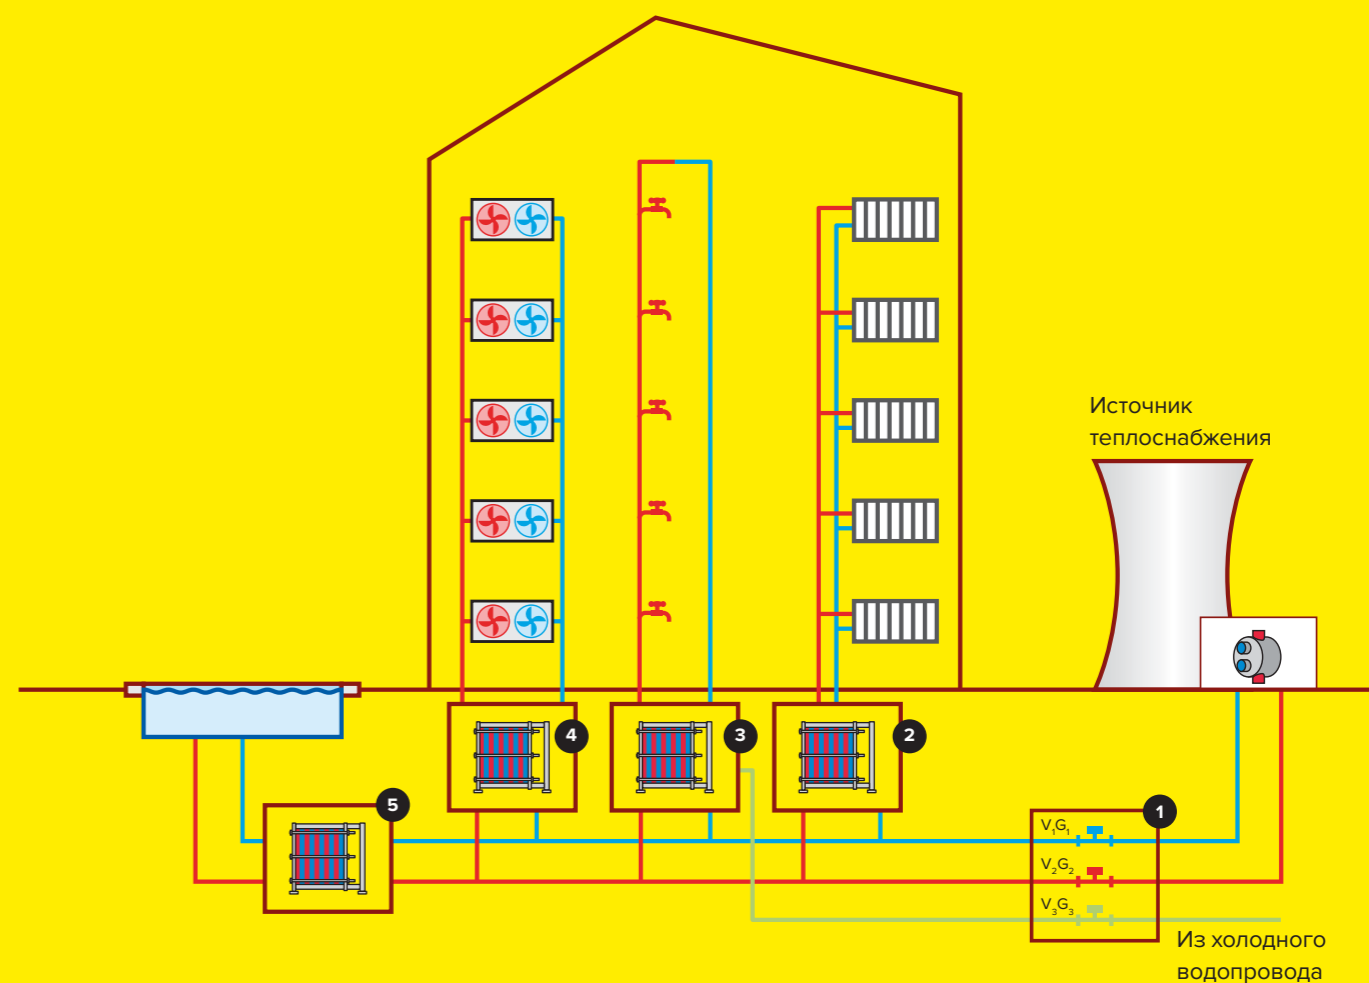 Источник
теплоснабжения
4
3
2
5
1
V₁G₁
V₂G₂
V₃G₃
Из холодного
водопровода